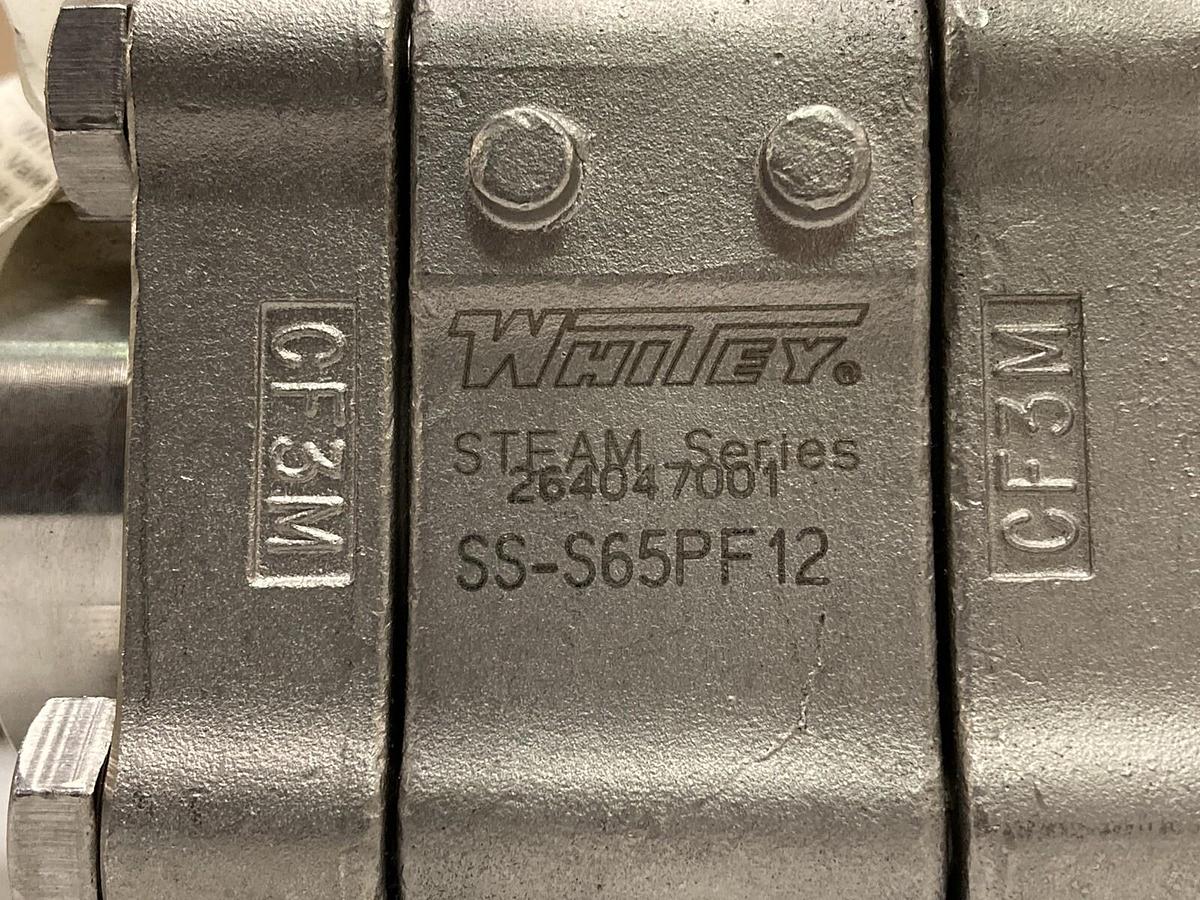 CF3M
WHITEY®
STEAM Series
264047001
SS-S65PF12
CF3M